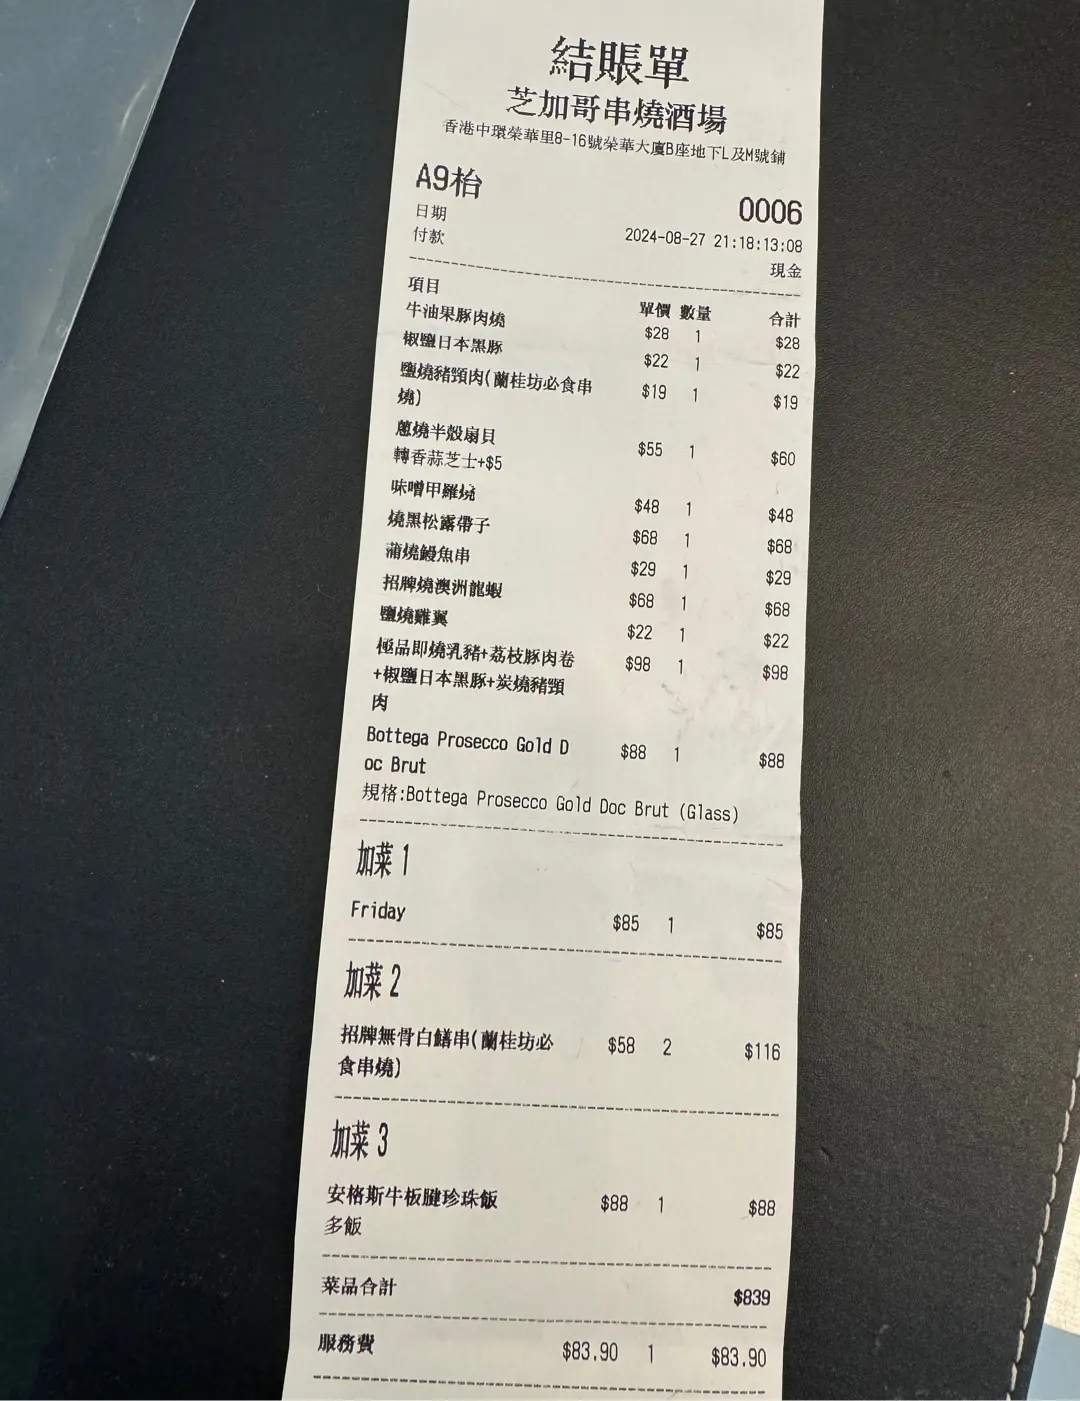 結賬單
芝加哥串燒酒場
香港中環榮華里8-16號榮華大廈B座地下L及M號鋪
A9枱 0006
日期 2024-08-27 21:18:13:08
付款 現金
項目 單價 數量 合計
牛油果豚肉燒 $28 1 $28
椒鹽日本黑豚 $22 1 $22
鹽燒豬頸肉(蘭桂坊必食串 $19 1 $19
燒)
蔥燒半殼扇貝 $55 1 $60
轉香蒜芝士+$5
味噌甲羅燒 $48 1 $48
燒黑松露帶子 $68 1 $68
蒲燒鰻魚串 $29 1 $29
招牌燒澳洲龍蝦 $68 1 $68
鹽燒雞翼 $22 1 $22
極品即燒乳豬+荔枝豚肉卷 $98 1 $98
+椒鹽日本黑豚+炭燒豬頸
肉
Bottega Prosecco Gold D $88 1 $88
oc Brut
規格:Bottega Prosecco Gold Doc Brut (Glass)
加菜 1
Friday $85 1 $85
加菜 2
招牌無骨白鱔串(蘭桂坊必 $58 2 $116
食串燒)
加菜 3
安格斯牛板腱珍珠飯 $88 1 $88
多飯
菜品合計 $839
服務費 $83.90 1 $83.90